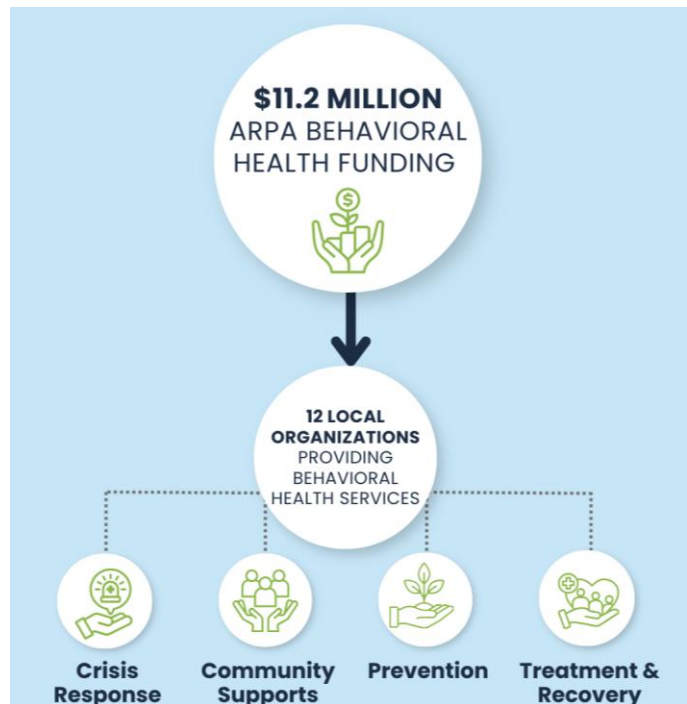 $11.2 MILLION
ARPA BEHAVIORAL
HEALTH FUNDING
$
12 LOCAL
ORGANIZATIONS
PROVIDING
BEHAVIORAL
HEALTH SERVICES
Crisis
Response
Community
Supports
Prevention
Treatment &
Recovery